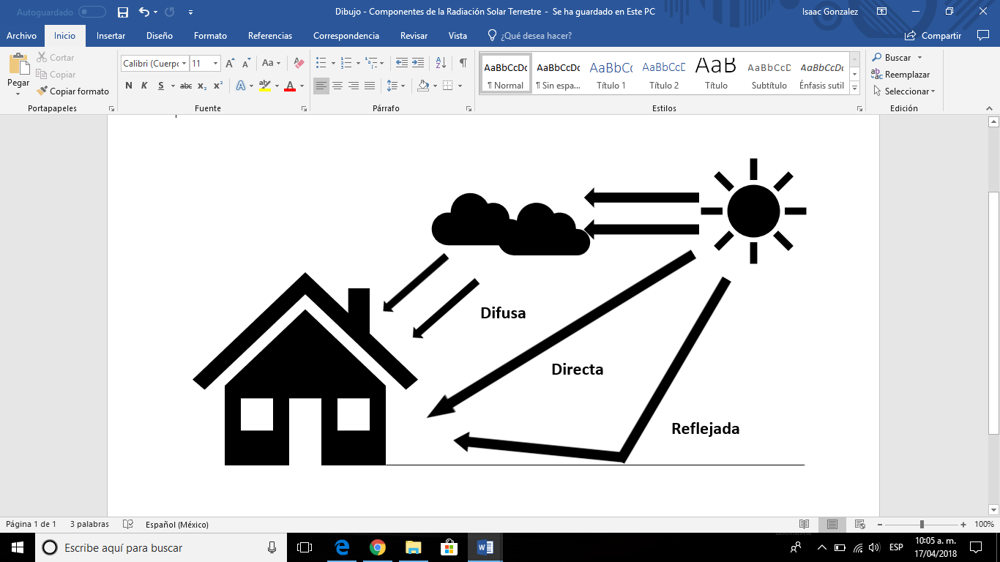 Autoguardado
Dibujo - Componentes de la Radiación Solar Terrestre - Se ha guardado en Este PC
Isaac Gonzalez
Archivo Inicio Insertar Diseño Formato Referencias Correspondencia Revisar Vista ¿Qué desea hacer? Compartir
Pegar
Cortar
Copiar
Copiar formato
Portapapeles
Calibri (Cuerpo 11
Aa
N K S abc x₂ x² A A
Fuente
Párrafo
AaBbCcDc AaBbCcDc AaBbCc AaBbCcD AaB AaBbCcD AaBbCcDc
¶ Normal ¶ Sin espa... Título 1 Título 2 Título Subtítulo Énfasis sutil
Estilos
Buscar
Reemplazar
Seleccionar
Edición
Difusa
Directa
Reflejada
Página 1 de 1 3 palabras Español (México) 100%
Escribe aquí para buscar
ESP
10:05 a. m.
17/04/2018